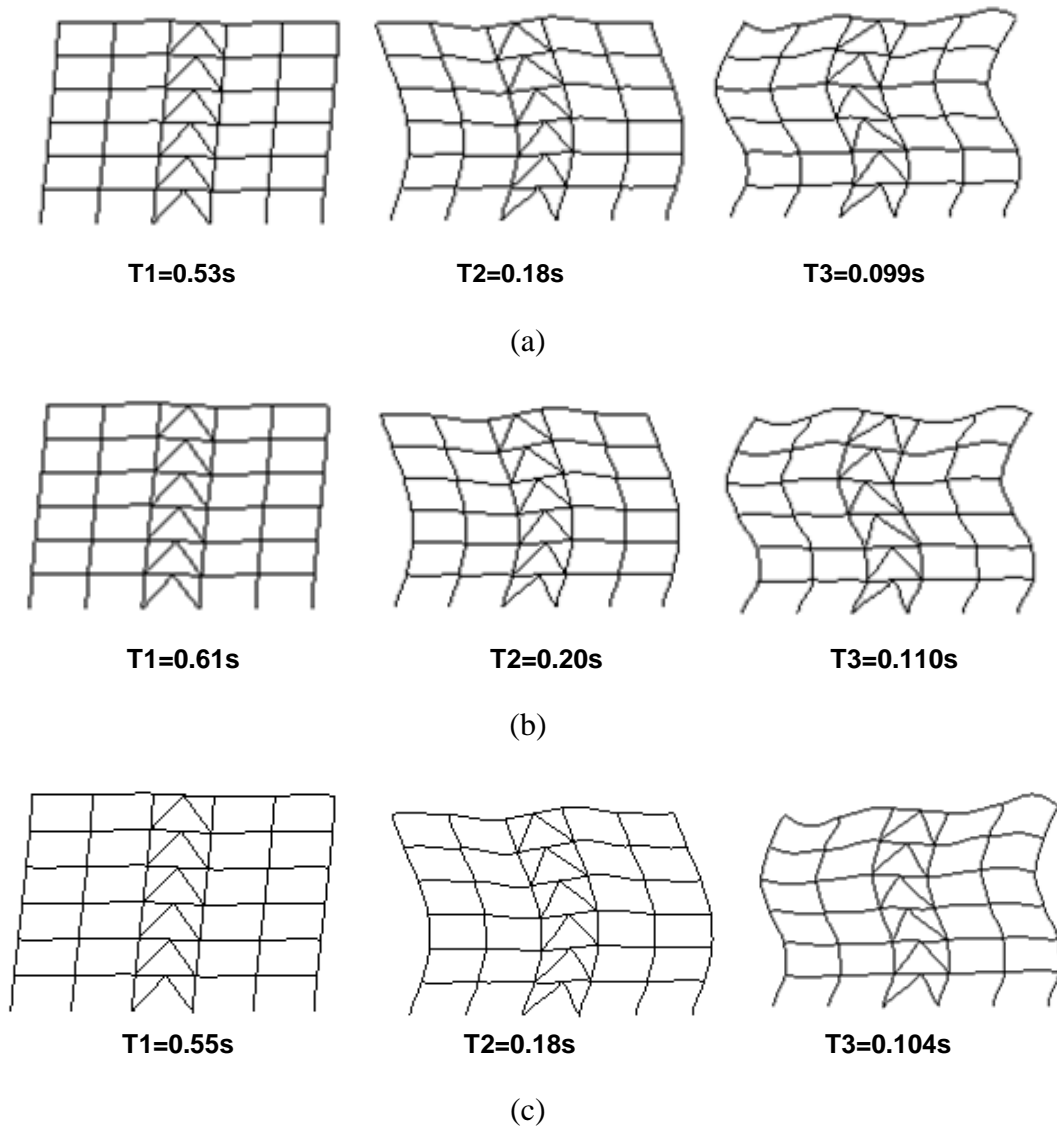 T1=0.53s T2=0.18s T3=0.099s
(a)
T1=0.61s T2=0.20s T3=0.110s
(b)
T1=0.55s T2=0.18s T3=0.104s
(c)